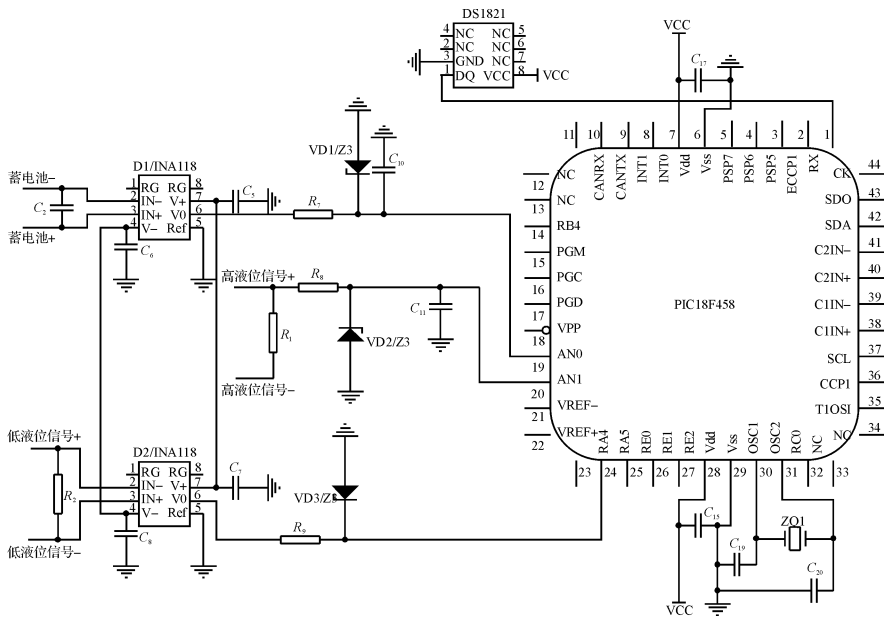 DS1821
4 NC NC 5
2 NC NC 6
3 GND NC 7
1 DQ VCC 8 VCC
VCC
C17
11 10 9 8 7 6 5 4 3 2 1
CANRX CANTX INT1 INT0 Vdd Vss PSP7 PSP6 PSP5 ECCP1 RX
D1/INA118
蓄电池-
蓄电池+
C2
1 RG RG 8
2 IN- V+ 7
3 IN+ V0 6
4 V- Ref 5
C5
C6
VD1/Z3
C10
R7
高液位信号+
R8
R1
VD2/Z3
C11
高液位信号-
NC
12
NC
13
RB4
14
PGM
15
PGC
16
PGD
17
VPP
18
AN0
19
AN1
20
VREF-
21
VREF+
22
PIC18F458
44
CK
43
SDO
42
SDA
41
C2IN-
40
C2IN+
39
C1IN-
38
C1IN+
37
SCL
36
CCP1
35
T1OSI
34
NC
RA4 RA5 RE0 RE1 RE2 Vdd Vss OSC1 OSC2 RC0 NC
23 24 25 26 27 28 29 30 31 32 33
低液位信号+
R2
低液位信号-
D2/INA118
1 RG RG 8
2 IN- V+ 7
3 IN+ V0 6
4 V- Ref 5
C7
C8
VD3/Z3
R9
C15
C19
ZQ1
C20
VCC